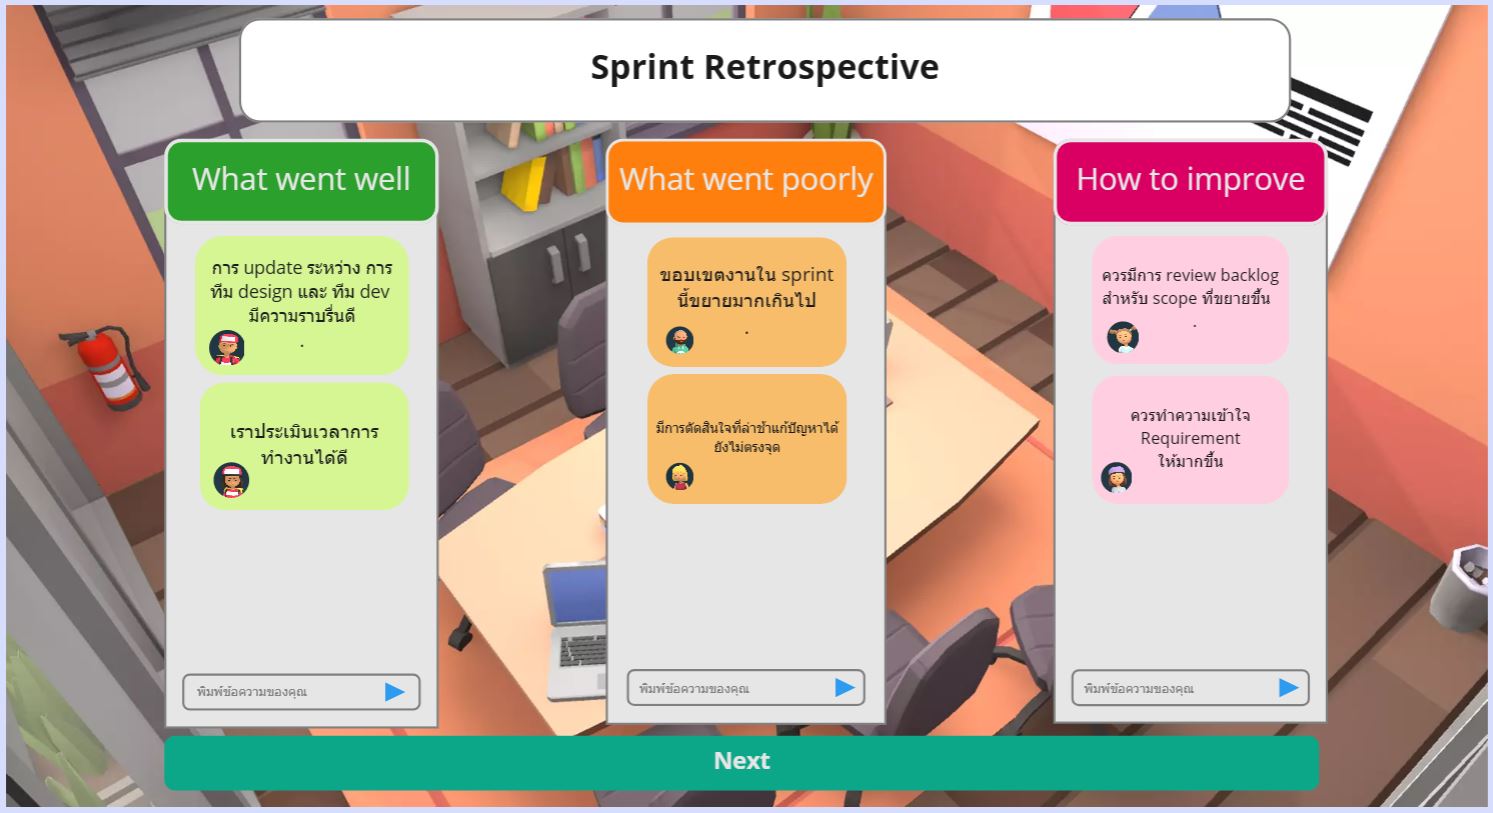 Sprint Retrospective
What went well
การ update ระหว่าง การ
ทีม design และ ทีม dev
มีความราบรื่นดี
.
เราประเมินเวลาการ
ทำงานได้ดี
พิมพ์ข้อความของคุณ
What went poorly
ขอบเขตงานใน sprint
นี้ขยายมากเกินไป
.
มีการตัดสินใจที่ล่าช้าแก้ปัญหาได้
ยังไม่ตรงจุด
พิมพ์ข้อความของคุณ
How to improve
ควรมีการ review backlog
สำหรับ scope ที่ขยายขึ้น
.
ควรทำความเข้าใจ
Requirement
ให้มากขึ้น
พิมพ์ข้อความของคุณ
Next